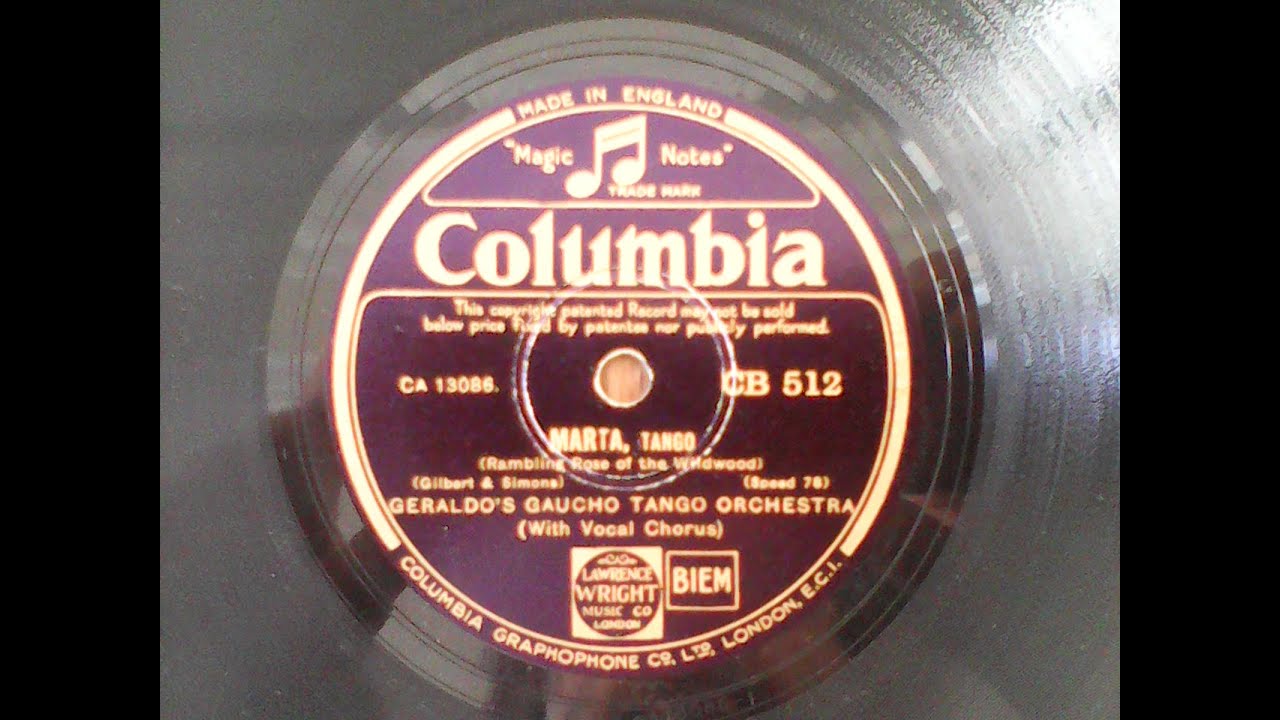 MADE IN ENGLAND
"Magic Notes"
TRADE MARK
Columbia
This copyright patented Record may not be sold
below price fixed by patentee nor publicly performed.
CA 13086.
CB 512
MARTA, TANGO
(Rambling Rose of the Wildwood)
(Gilbert & Simons) (Speed 78)
GERALDO'S GAUCHO TANGO ORCHESTRA
(With Vocal Chorus)
LAWRENCE
WRIGHT
MUSIC CO
LONDON
BIEM
COLUMBIA GRAPHOPHONE CO. LTD, LONDON, E.C.1.